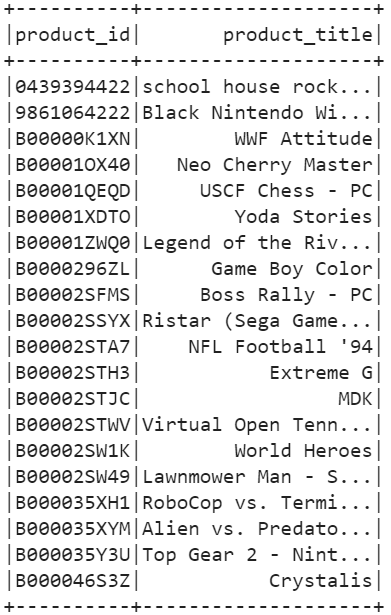 +----------+--------------------+
|product_id|       product_title|
+----------+--------------------+
|0439394422|school house rock...|
|9861064222|Black Nintendo Wi...|
|B00000K1XN|        WWF Attitude|
|B00001OX40|   Neo Cherry Master|
|B00001QEQD|     USCF Chess - PC|
|B00001XDTO|        Yoda Stories|
|B00001ZWQ0|Legend of the Riv...|
|B0000296ZL|      Game Boy Color|
|B00002SFMS|     Boss Rally - PC|
|B00002SSYX|Ristar (Sega Game...|
|B00002STA7|    NFL Football '94|
|B00002STH3|           Extreme G|
|B00002STJC|                 MDK|
|B00002STWV|Virtual Open Tenn...|
|B00002SW1K|        World Heroes|
|B00002SW49|Lawnmower Man - S...|
|B000035XH1|RoboCop vs. Termi...|
|B000035XYM|Alien vs. Predato...|
|B000035Y3U|Top Gear 2 - Nint...|
|B000046S3Z|           Crystalis|
+----------+--------------------+